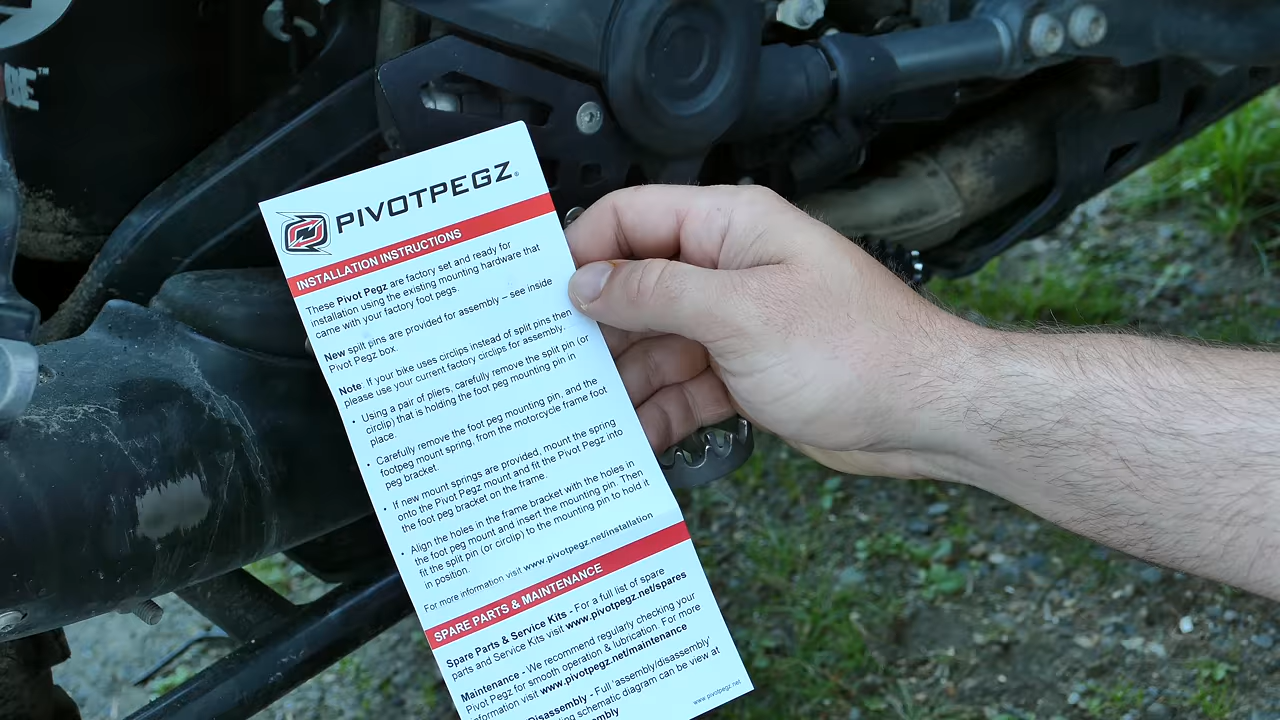 BE™
PIVOTPEGZ®
INSTALLATION INSTRUCTIONS
These Pivot Pegz are factory set and ready for
installation using the existing mounting hardware that
came with your factory foot pegs.
New split pins are provided for assembly – see inside
Pivot Pegz box.
Note: If your bike uses circlips instead of split pins then
please use your current factory circlips for assembly.
• Using a pair of pliers, carefully remove the split pin (or
circlip) that is holding the foot peg mounting pin in
place.
• Carefully remove the foot peg mounting pin, and the
footpeg mount spring, from the motorcycle frame foot
peg bracket.
• If new mount springs are provided, mount the spring
onto the Pivot Pegz mount and fit the Pivot Pegz into
the foot peg bracket on the frame.
• Align the holes in the frame bracket with the holes in
the foot peg mount and insert the mounting pin. Then
fit the split pin (or circlip) to the mounting pin to hold it
in position.
For more information visit www.pivotpegz.net/installation
SPARE PARTS & MAINTENANCE
Spare Parts & Service Kits - For a full list of spare
parts and Service Kits visit www.pivotpegz.net/spares
Maintenance - We recommend regularly checking your
Pivot Pegz for smooth operation & lubrication. For more
information visit www.pivotpegz.net/maintenance
Disassembly - Full 'assembly/disassembly'
schematic diagram can be view at
www.pivotpegz.net